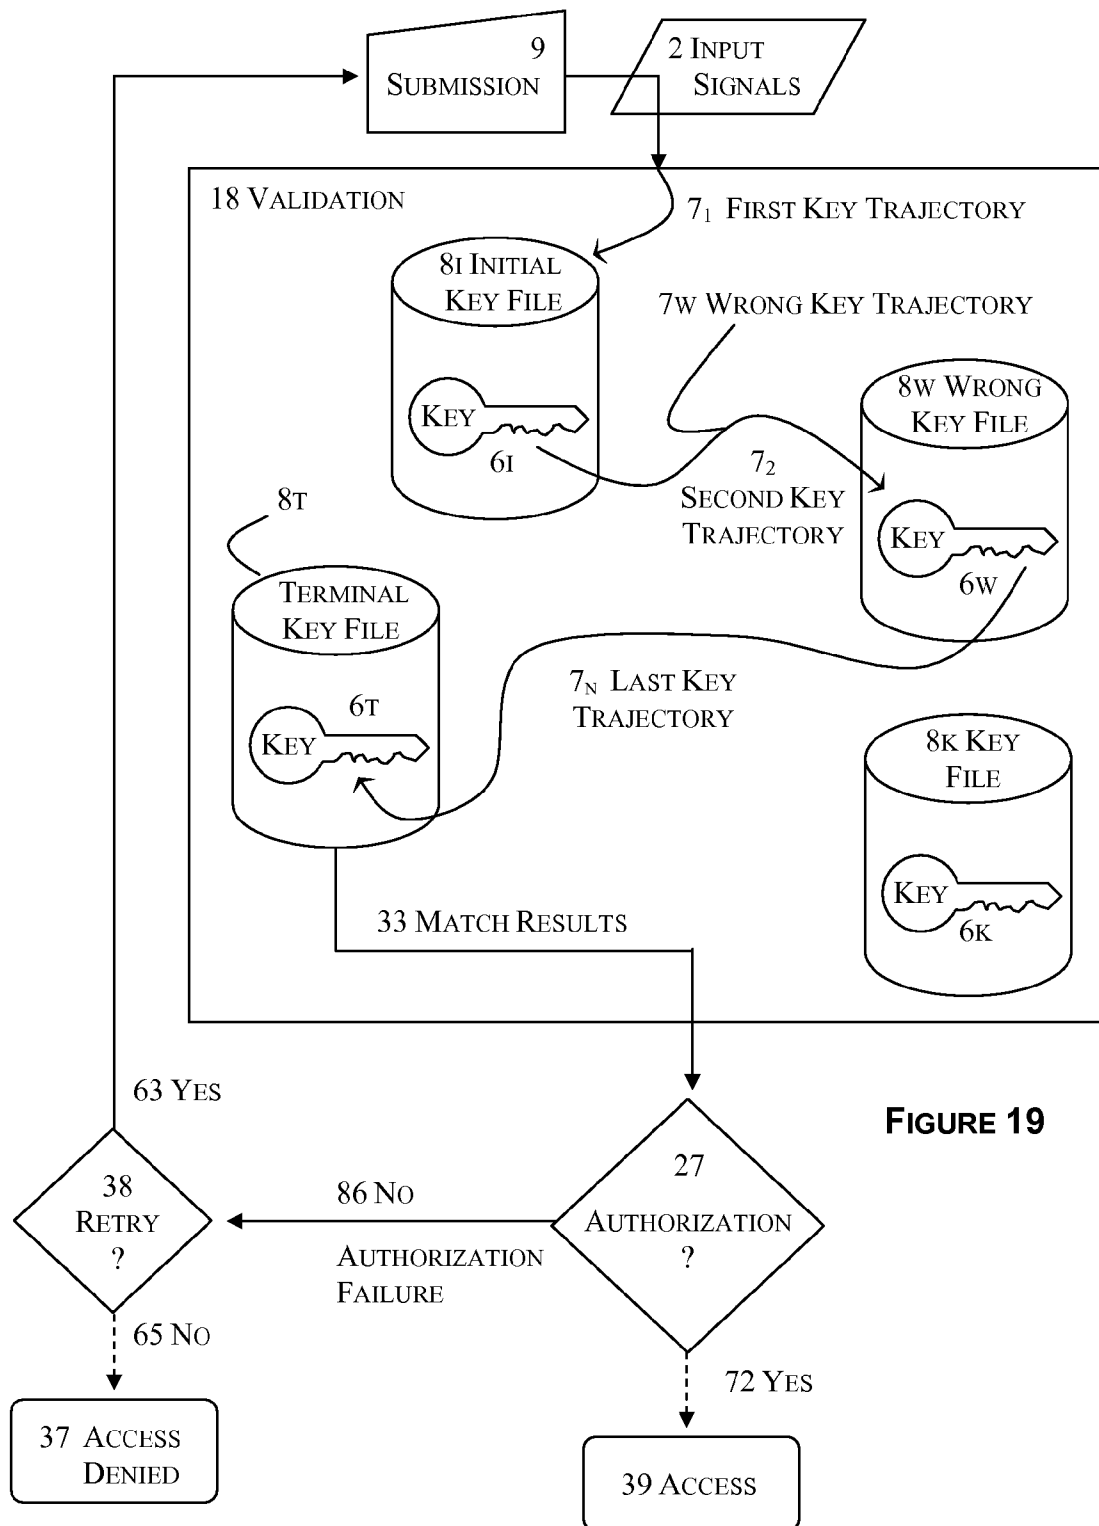 9
SUBMISSION
2 INPUT
SIGNALS
18 VALIDATION
7₁ FIRST KEY TRAJECTORY
8I INITIAL
KEY FILE
7W WRONG KEY TRAJECTORY
8W WRONG
KEY FILE
KEY
6I
7₂
SECOND KEY
TRAJECTORY
8T
KEY
6W
TERMINAL
KEY FILE
7N LAST KEY
TRAJECTORY
6T
KEY
8K KEY
FILE
KEY
6K
33 MATCH RESULTS
63 YES
FIGURE 19
38
RETRY
?
86 NO
AUTHORIZATION
FAILURE
27
AUTHORIZATION
?
65 NO
72 YES
37 ACCESS
DENIED
39 ACCESS